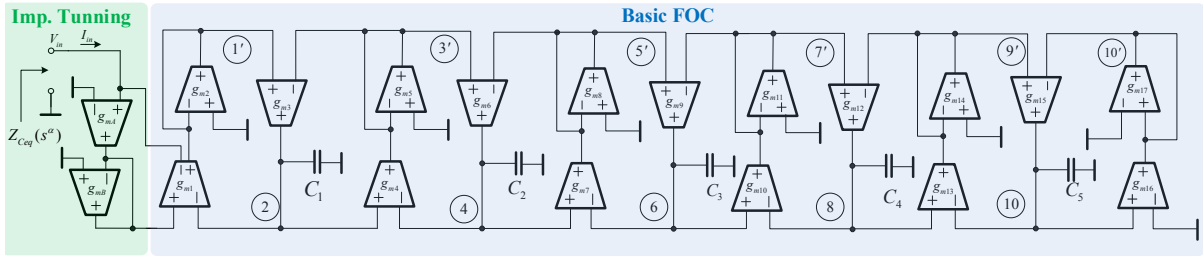 Imp. Tunning
Basic FOC
V_in
I_in
Z_Ceq(s^α)
g_mA
g_mB
g_m1
g_m2
1′
g_m3
2
C_1
3′
g_m4
g_m5
g_m6
4
C_2
5′
g_m7
g_m8
g_m9
6
C_3
7′
g_m10
g_m11
g_m12
8
C_4
9′
g_m13
g_m14
g_m15
10
C_5
10′
g_m16
g_m17